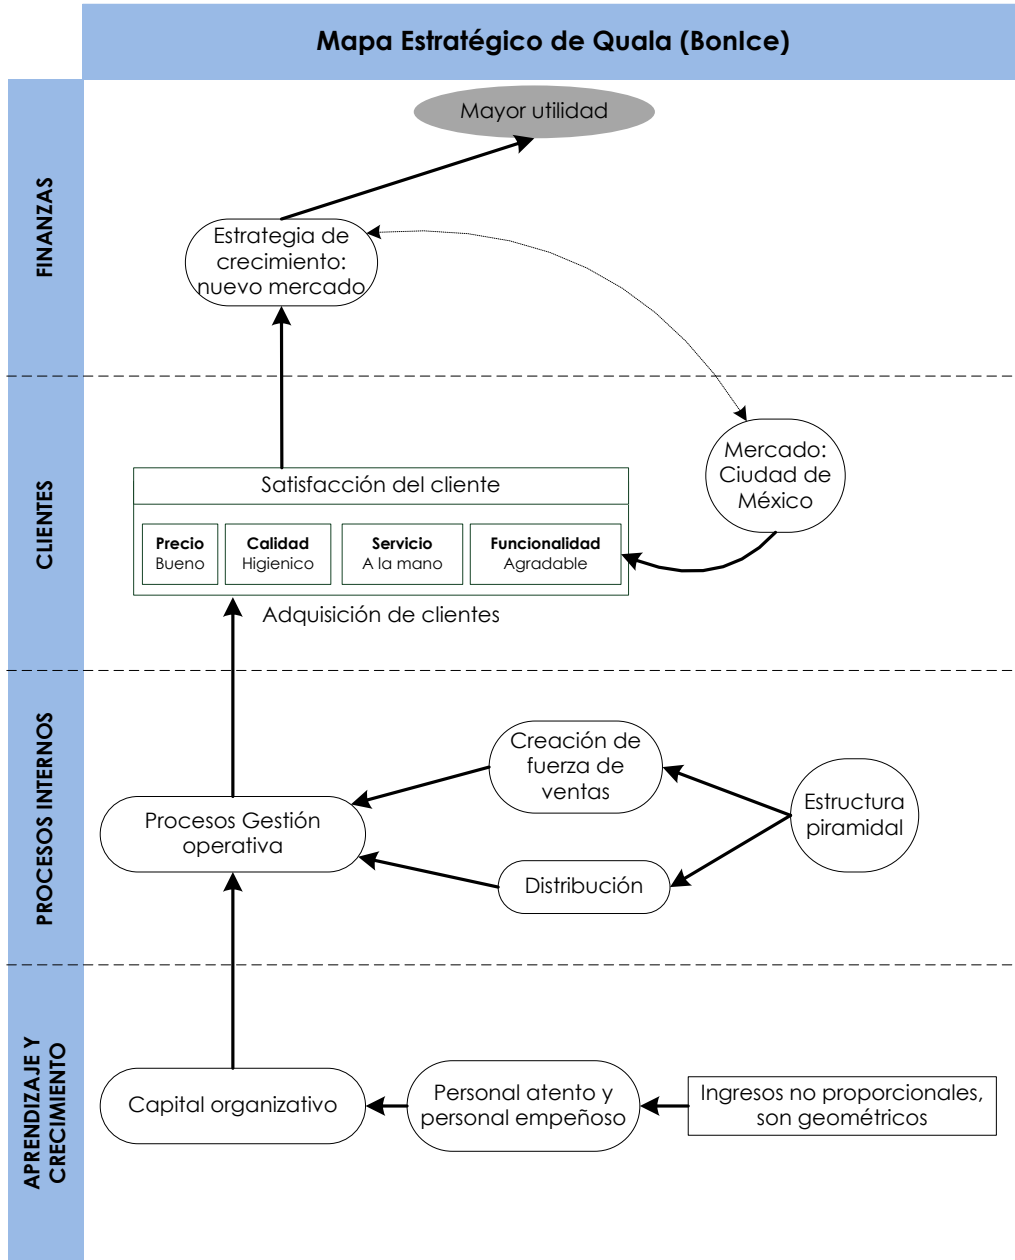 Mapa Estratégico de Quala (BonIce)
FINANZAS
Mayor utilidad
Estrategia de
crecimiento:
nuevo mercado
CLIENTES
Mercado:
Ciudad de
México
Satisfacción del cliente
Precio
Bueno
Calidad
Higienico
Servicio
A la mano
Funcionalidad
Agradable
Adquisición de clientes
PROCESOS INTERNOS
Creación de
fuerza de
ventas
Procesos Gestión
operativa
Estructura
piramidal
Distribución
APRENDIZAJE Y
CRECIMIENTO
Capital organizativo
Personal atento y
personal empeñoso
Ingresos no proporcionales,
son geométricos